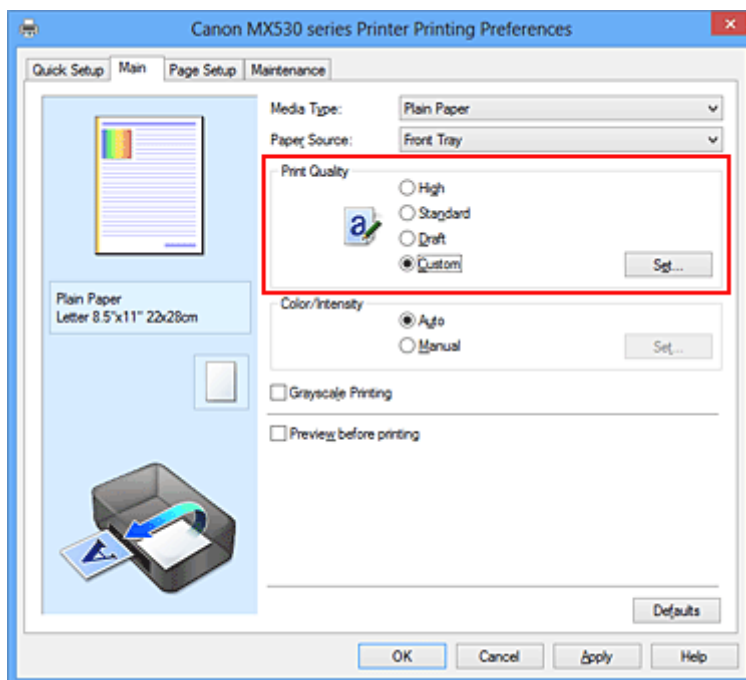 Canon MX530 series Printer Printing Preferences
Quick Setup Main Page Setup Maintenance
Media Type: Plain Paper
Paper Source: Front Tray
Print Quality
High
a
Standard
Draft
Custom Set...
Plain Paper
Letter 8.5"x11" 22x28cm
Color/Intensity
Auto
Manual Set...
Grayscale Printing
Preview before printing
A
Defaults
OK Cancel Apply Help